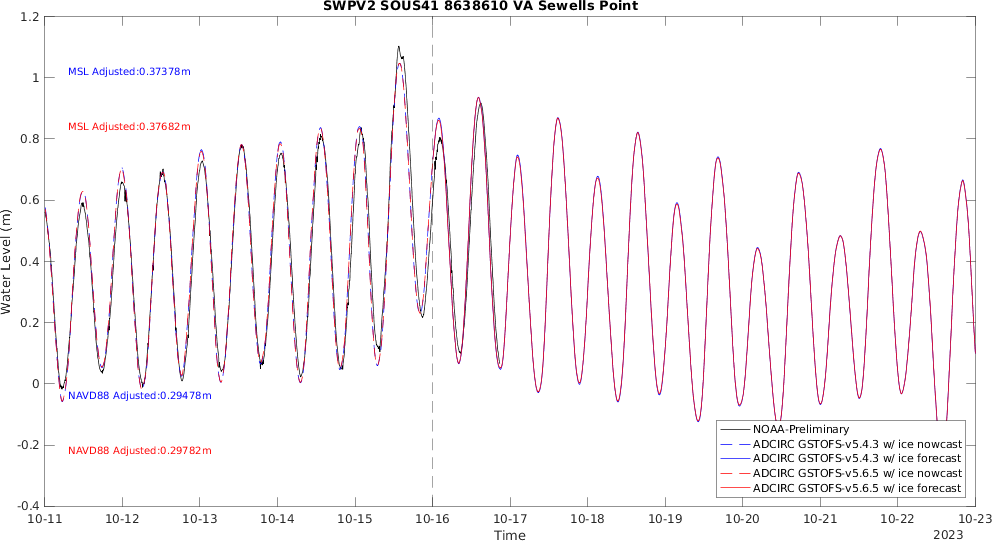 SWPV2 SOUS41 8638610 VA Sewells Point
1.2
1
0.8
0.6
0.4
0.2
0
-0.2
-0.4
Water Level (m)
MSL Adjusted:0.37378m
MSL Adjusted:0.37682m
NAVD88 Adjusted:0.29478m
NAVD88 Adjusted:0.29782m
NOAA-Preliminary
ADCIRC GSTOFS-v5.4.3 w/ ice nowcast
ADCIRC GSTOFS-v5.4.3 w/ ice forecast
ADCIRC GSTOFS-v5.6.5 w/ ice nowcast
ADCIRC GSTOFS-v5.6.5 w/ ice forecast
10-11 10-12 10-13 10-14 10-15 10-16 10-17 10-18 10-19 10-20 10-21 10-22 10-23
Time
2023